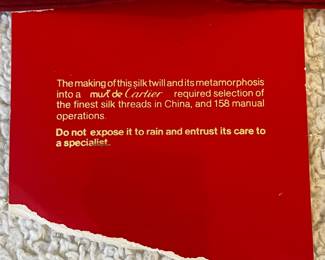 The making of this silk twill and its metamorphosis
into a must de Cartier required selection of
the finest silk threads in China, and 158 manual
operations.
Do not expose it to rain and entrust its care to
a specialist.